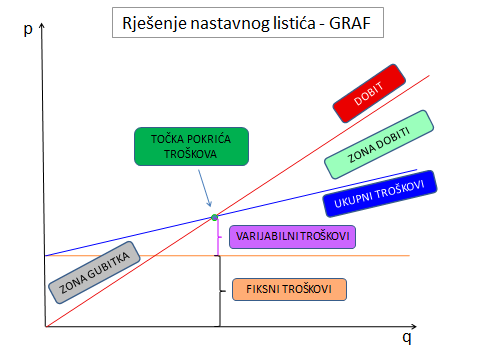 Rješenje nastavnog listića - GRAF
p
DOBIT
TOČKA POKRIĆA
TROŠKOVA
ZONA DOBITI
UKUPNI TROŠKOVI
VARIJABILNI TROŠKOVI
ZONA GUBITKA
FIKSNI TROŠKOVI
q